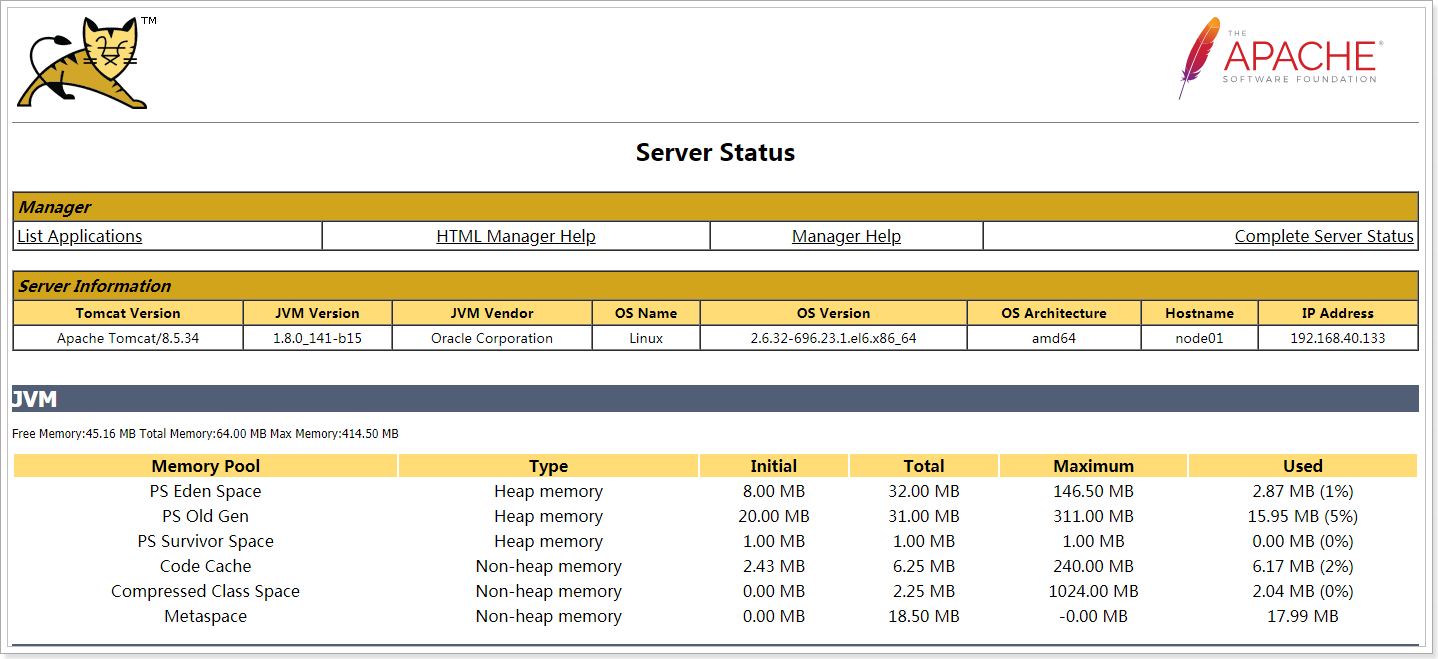 TM
THE
APACHE®
SOFTWARE FOUNDATION
Server Status
Manager
List Applications HTML Manager Help Manager Help Complete Server Status
Server Information
Tomcat Version JVM Version JVM Vendor OS Name OS Version OS Architecture Hostname IP Address
Apache Tomcat/8.5.34 1.8.0_141-b15 Oracle Corporation Linux 2.6.32-696.23.1.el6.x86_64 amd64 node01 192.168.40.133
JVM
Free Memory:45.16 MB Total Memory:64.00 MB Max Memory:414.50 MB
Memory Pool Type Initial Total Maximum Used
PS Eden Space Heap memory 8.00 MB 32.00 MB 146.50 MB 2.87 MB (1%)
PS Old Gen Heap memory 20.00 MB 31.00 MB 311.00 MB 15.95 MB (5%)
PS Survivor Space Heap memory 1.00 MB 1.00 MB 1.00 MB 0.00 MB (0%)
Code Cache Non-heap memory 2.43 MB 6.25 MB 240.00 MB 6.17 MB (2%)
Compressed Class Space Non-heap memory 0.00 MB 2.25 MB 1024.00 MB 2.04 MB (0%)
Metaspace Non-heap memory 0.00 MB 18.50 MB -0.00 MB 17.99 MB